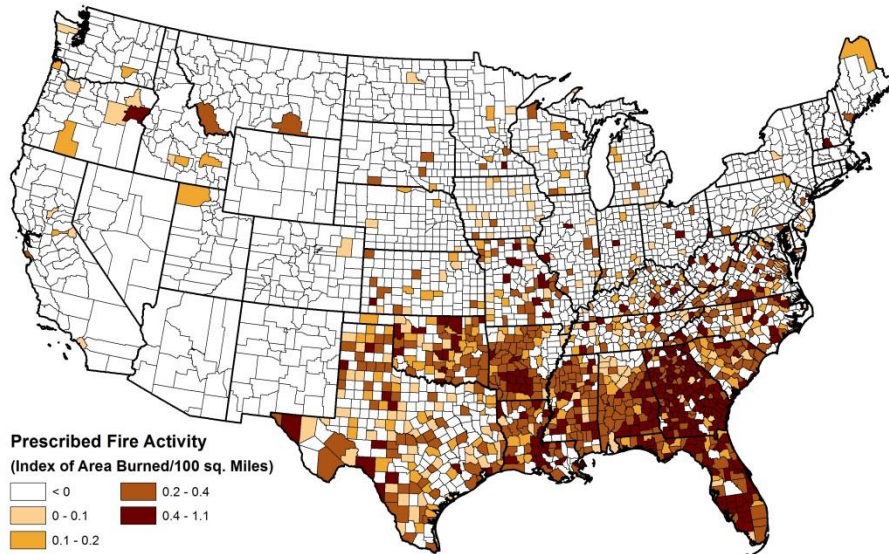 Prescribed Fire Activity
(Index of Area Burned/100 sq. Miles)
< 0
0 - 0.1
0.1 - 0.2
0.2 - 0.4
0.4 - 1.1